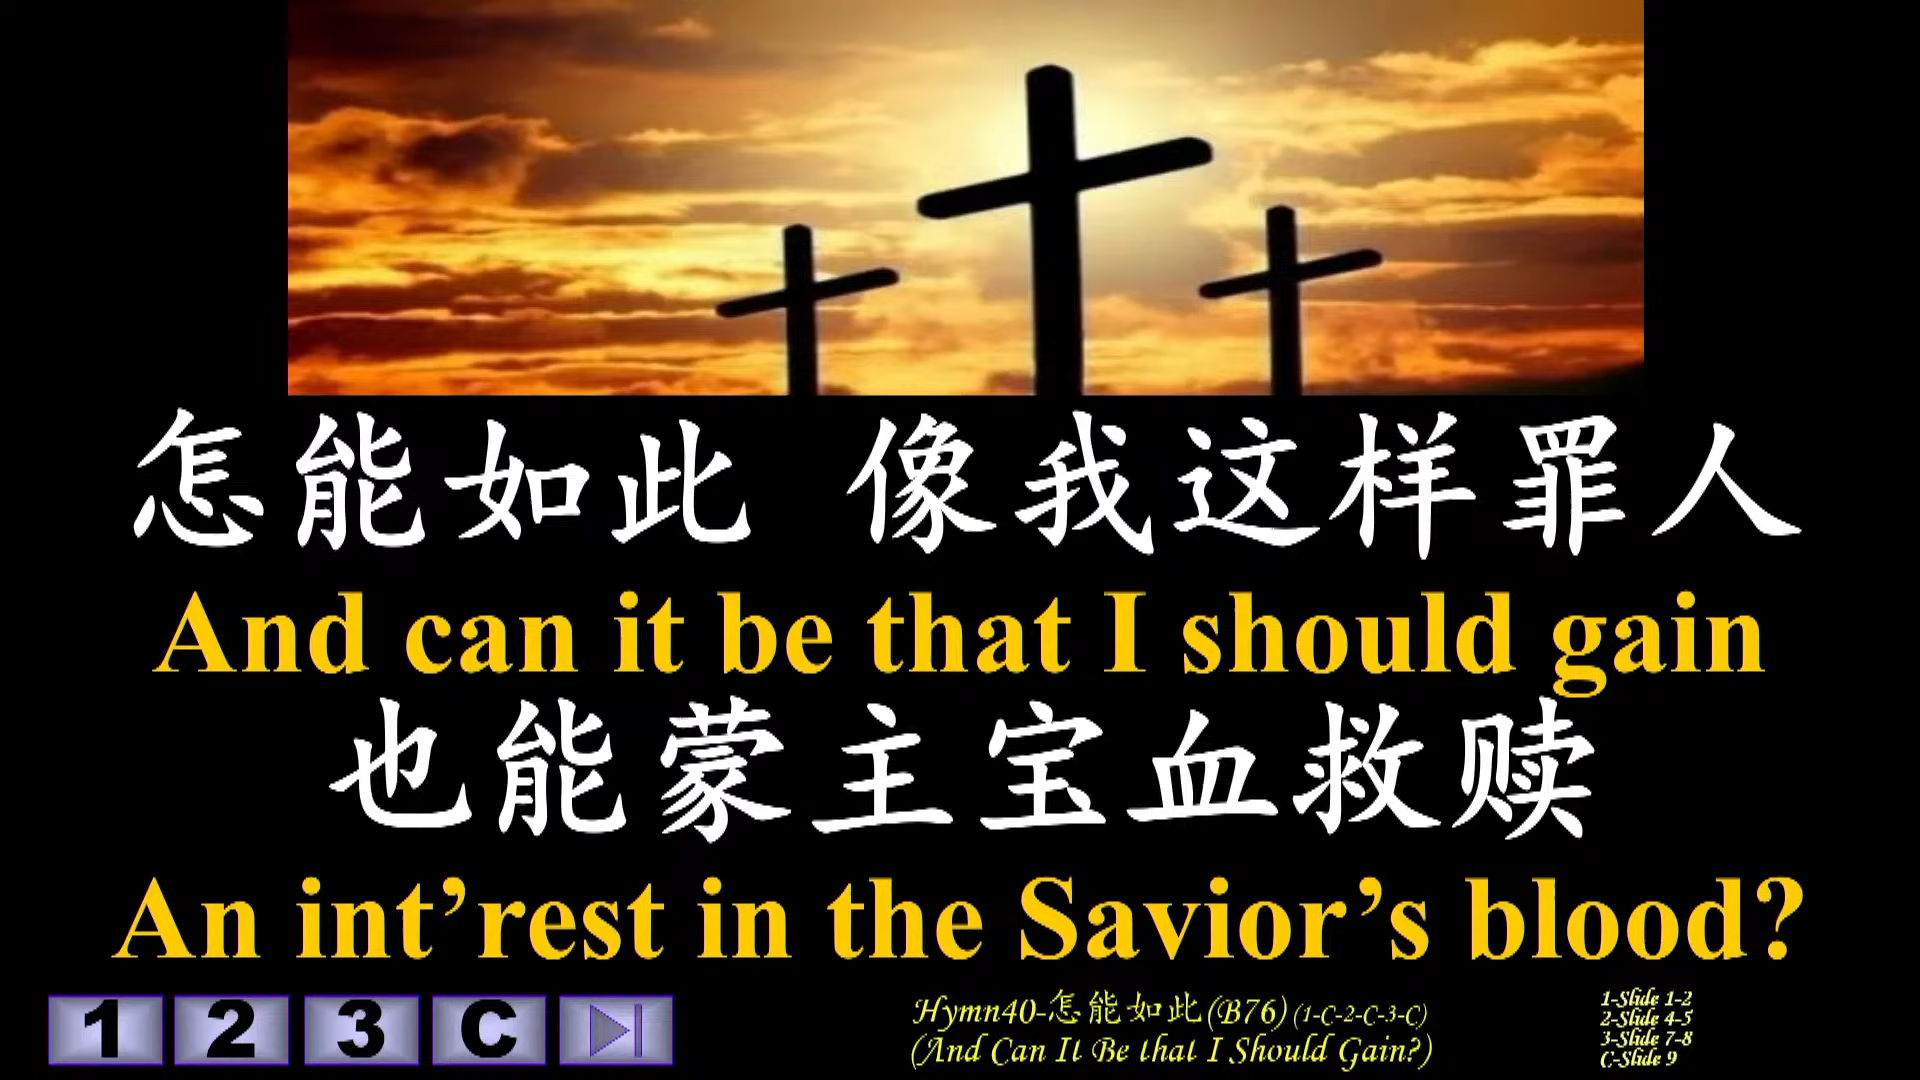 怎能如此 像我这样罪人
And can it be that I should gain
也能蒙主宝血救赎
An int’rest in the Savior’s blood?
1 2 3 C
Hymn40-怎能如此(B76) (1-C-2-C-3-C)
(And Can It Be that I Should Gain?)
1-Slide 1-2
2-Slide 4-5
3-Slide 7-8
C-Slide 9